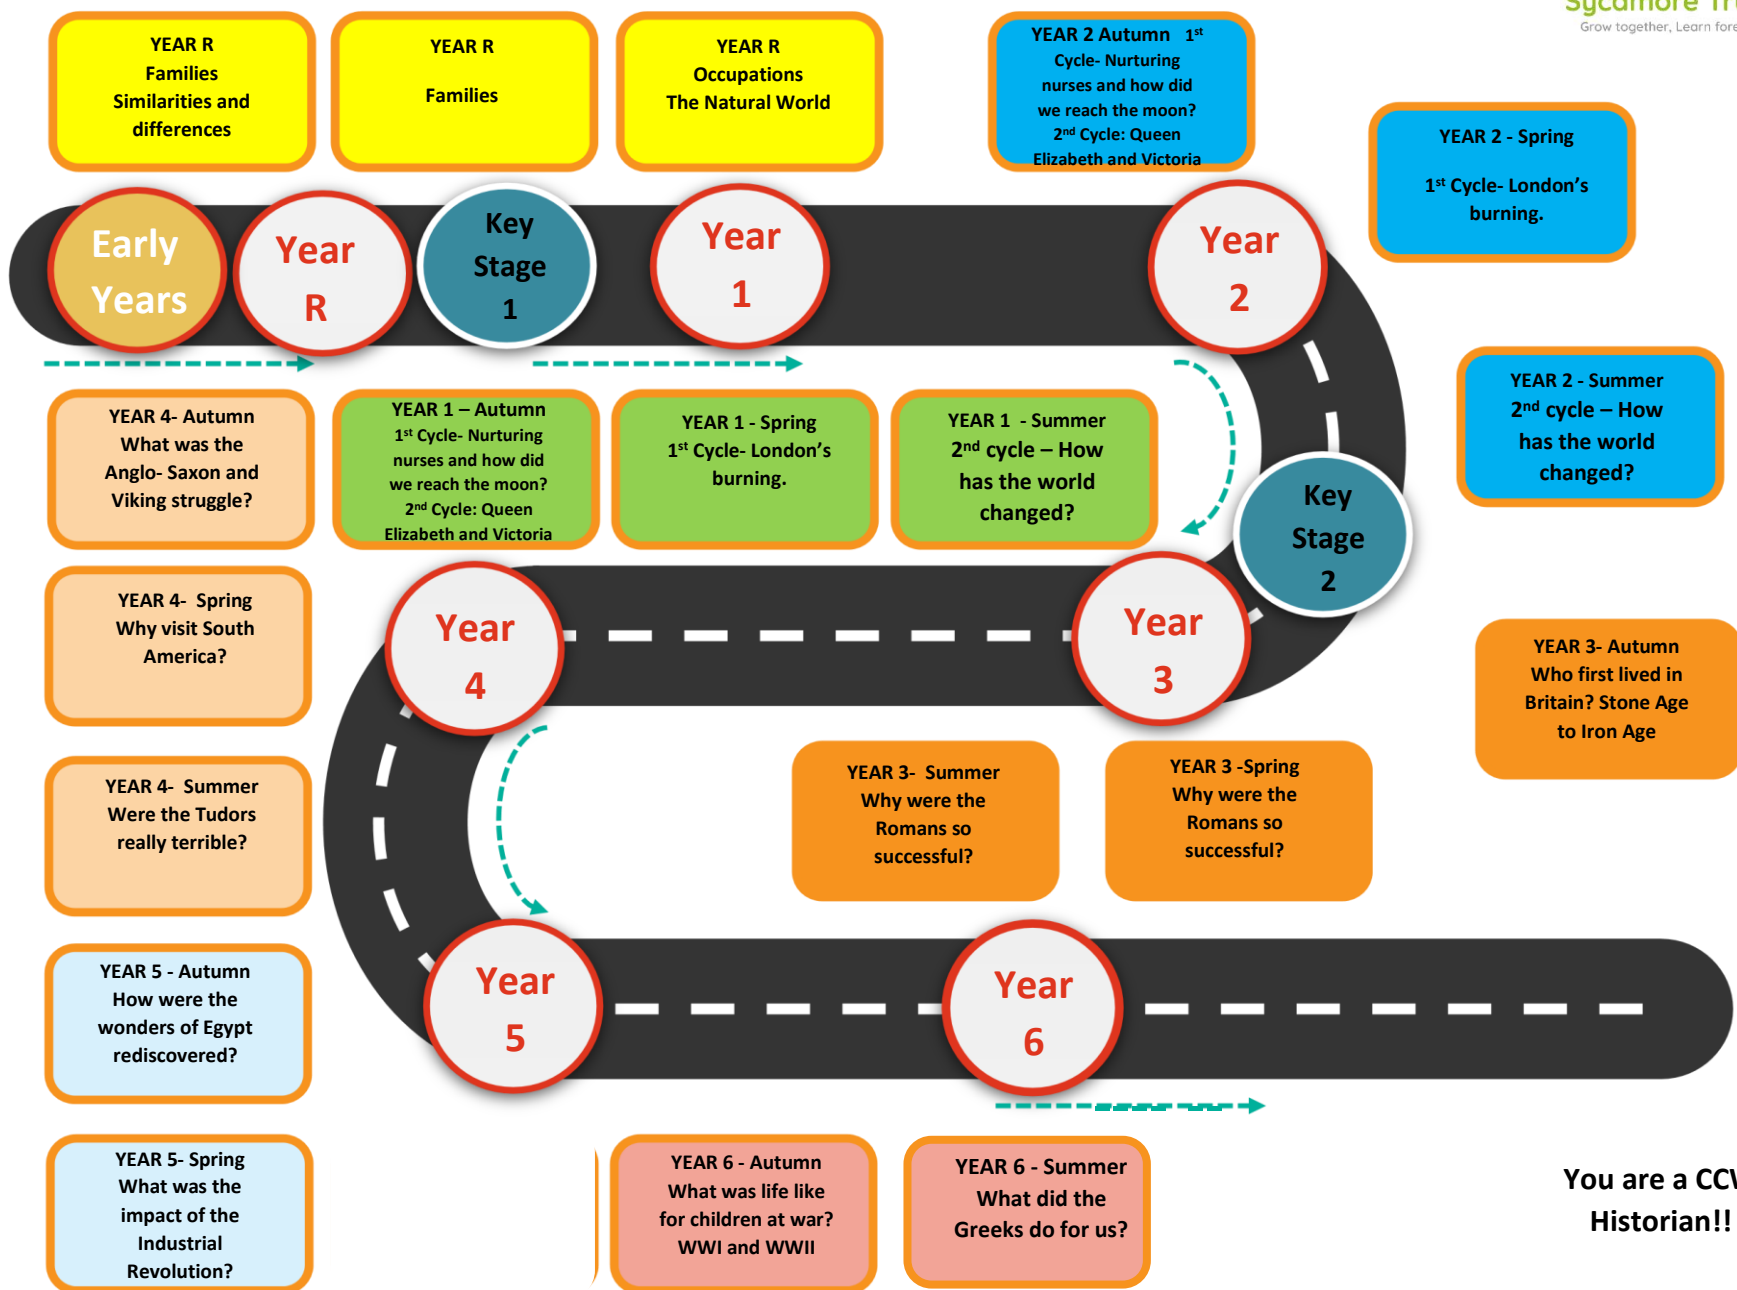 Sycamore Tru
Grow together, Learn fore
YEAR R
Families
Similarities and
differences
YEAR R
Families
YEAR R
Occupations
The Natural World
YEAR 2 Autumn 1st
Cycle- Nurturing
nurses and how did
we reach the moon?
2nd Cycle: Queen
Elizabeth and Victoria
YEAR 2 - Spring
1st Cycle- London’s
burning.
Early
Years
Year
R
Key
Stage
1
Year
1
Year
2
YEAR 4- Autumn
What was the
Anglo- Saxon and
Viking struggle?
YEAR 1 – Autumn
1st Cycle- Nurturing
nurses and how did
we reach the moon?
2nd Cycle: Queen
Elizabeth and Victoria
YEAR 1 - Spring
1st Cycle- London’s
burning.
YEAR 1 - Summer
2nd cycle – How
has the world
changed?
YEAR 2 - Summer
2nd cycle – How
has the world
changed?
Key
Stage
2
YEAR 4- Spring
Why visit South
America?
Year
4
Year
3
YEAR 3- Autumn
Who first lived in
Britain? Stone Age
to Iron Age
YEAR 4- Summer
Were the Tudors
really terrible?
YEAR 3- Summer
Why were the
Romans so
successful?
YEAR 3 -Spring
Why were the
Romans so
successful?
YEAR 5 - Autumn
How were the
wonders of Egypt
rediscovered?
Year
5
Year
6
YEAR 5- Spring
What was the
impact of the
Industrial
Revolution?
YEAR 6 - Autumn
What was life like
for children at war?
WWI and WWII
YEAR 6 - Summer
What did the
Greeks do for us?
You are a CCW
Historian!!